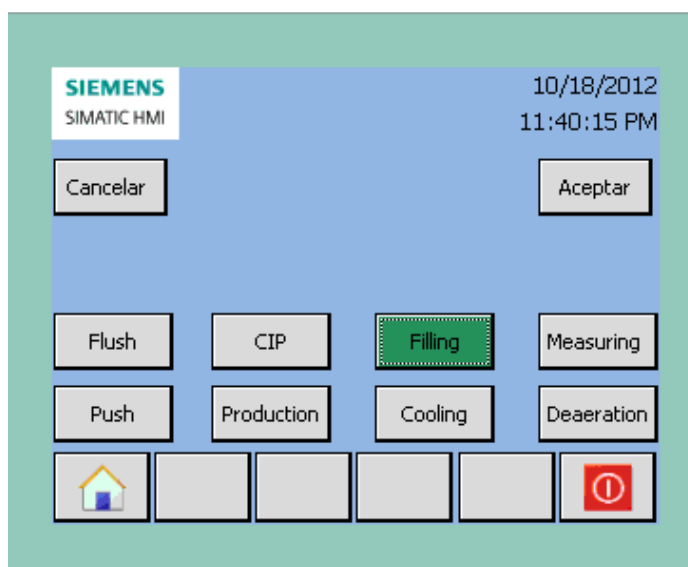 SIEMENS
SIMATIC HMI
10/18/2012
11:40:15 PM
Cancelar
Aceptar
Flush
CIP
Filling
Measuring
Push
Production
Cooling
Deaeration